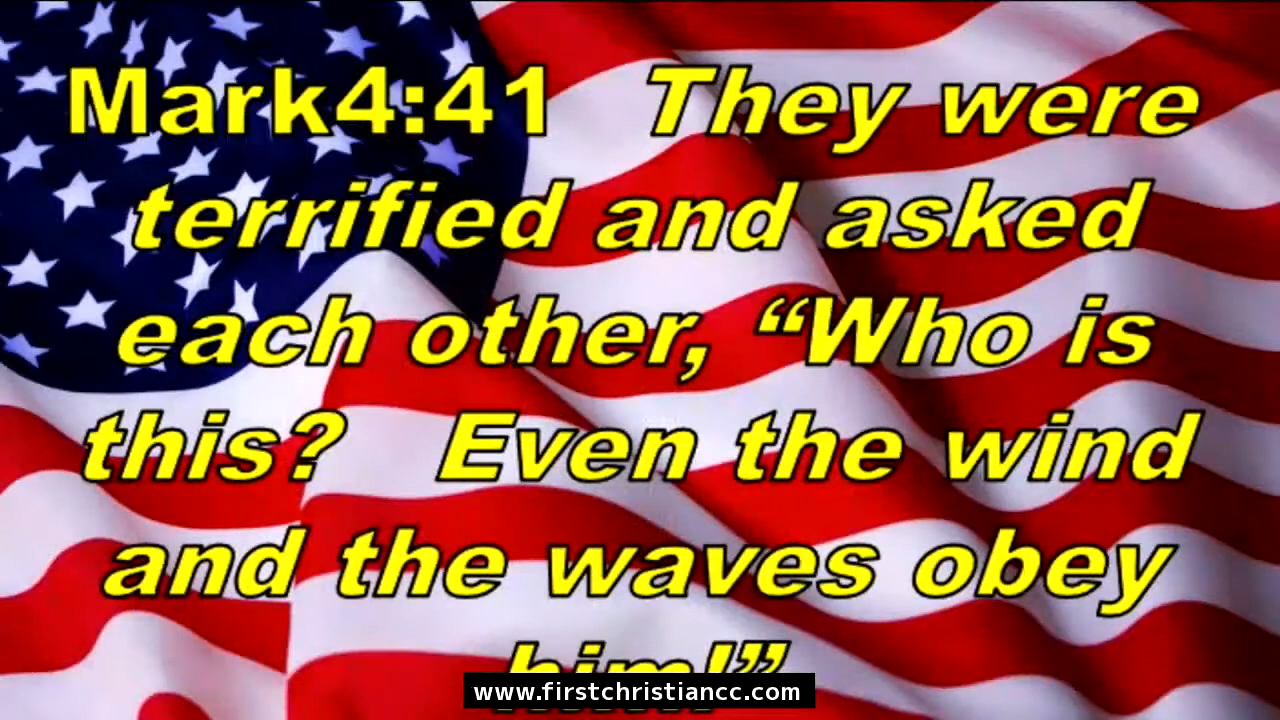 Mark4:41 They were
terrified and asked
each other, “Who is
this? Even the wind
and the waves obey
him!”
www.firstchristiancc.com